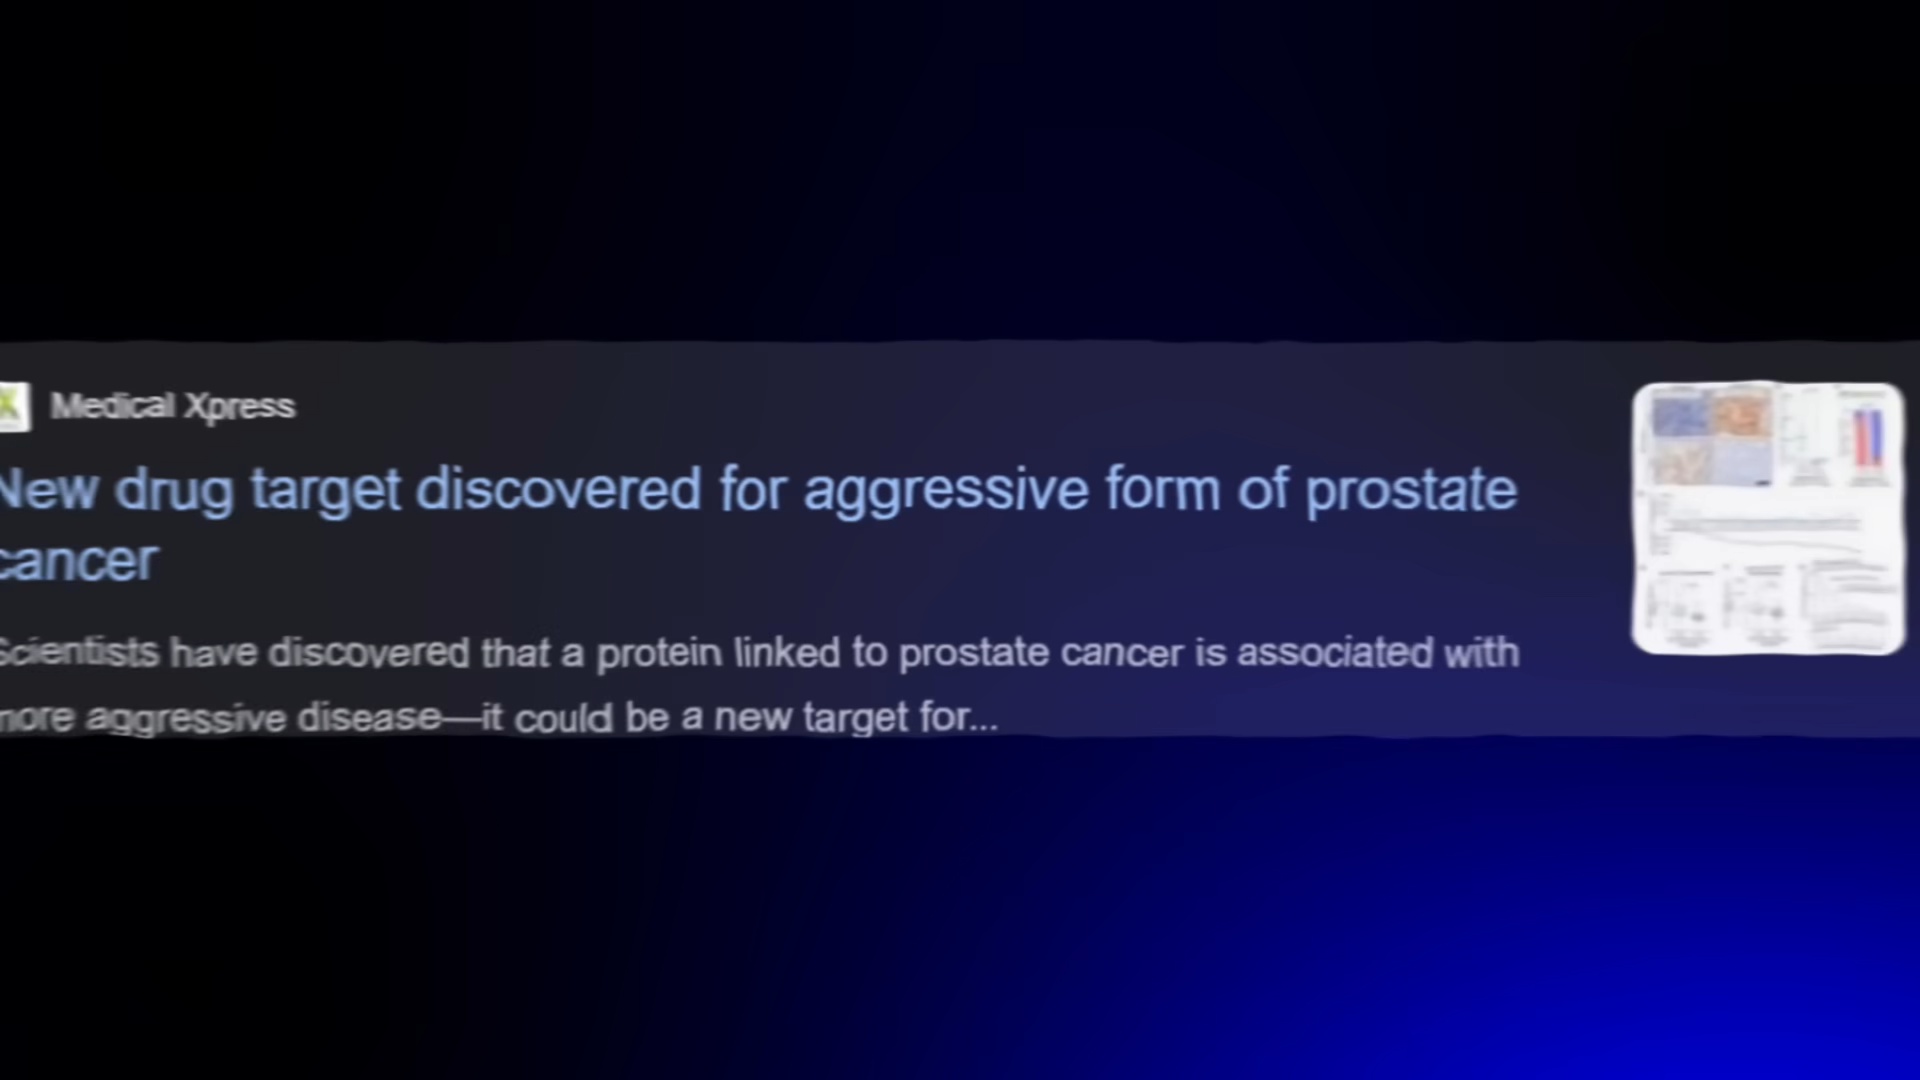 Medical Xpress
New drug target discovered for aggressive form of prostate
cancer
Scientists have discovered that a protein linked to prostate cancer is associated with
more aggressive disease—it could be a new target for...